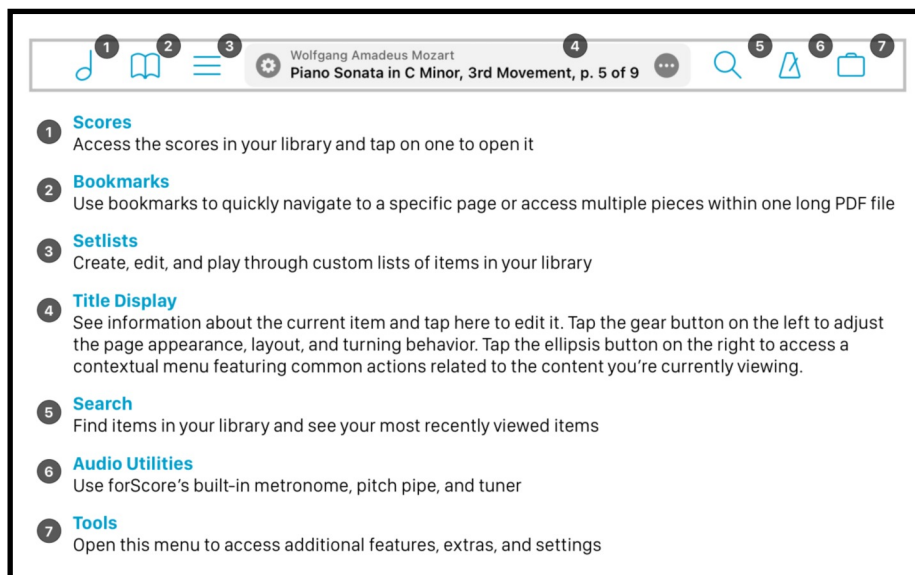 1 2 3 4 5 6 7
Wolfgang Amadeus Mozart
Piano Sonata in C Minor, 3rd Movement, p. 5 of 9
1 Scores
Access the scores in your library and tap on one to open it
2 Bookmarks
Use bookmarks to quickly navigate to a specific page or access multiple pieces within one long PDF file
3 Setlists
Create, edit, and play through custom lists of items in your library
4 Title Display
See information about the current item and tap here to edit it. Tap the gear button on the left to adjust
the page appearance, layout, and turning behavior. Tap the ellipsis button on the right to access a
contextual menu featuring common actions related to the content you're currently viewing.
5 Search
Find items in your library and see your most recently viewed items
6 Audio Utilities
Use forScore's built-in metronome, pitch pipe, and tuner
7 Tools
Open this menu to access additional features, extras, and settings